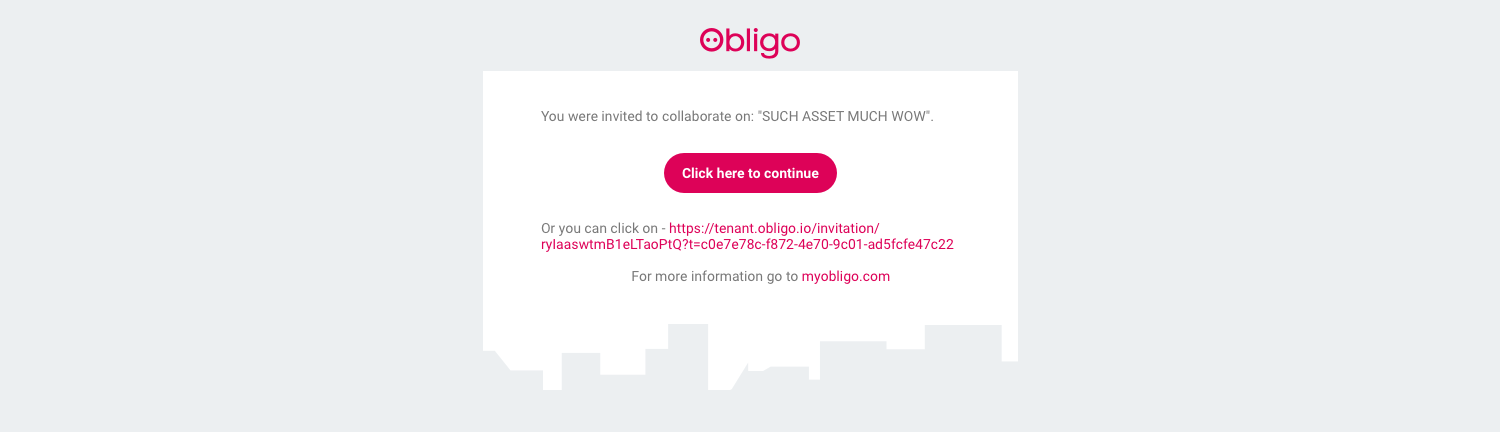 Obligo
You were invited to collaborate on: "SUCH ASSET MUCH WOW".
Click here to continue
Or you can click on - https://tenant.obligo.io/invitation/
ryIaaswtmB1eLTaoPtQ?t=c0e7e78c-f872-4e70-9c01-ad5fcfe47c22
For more information go to myobligo.com